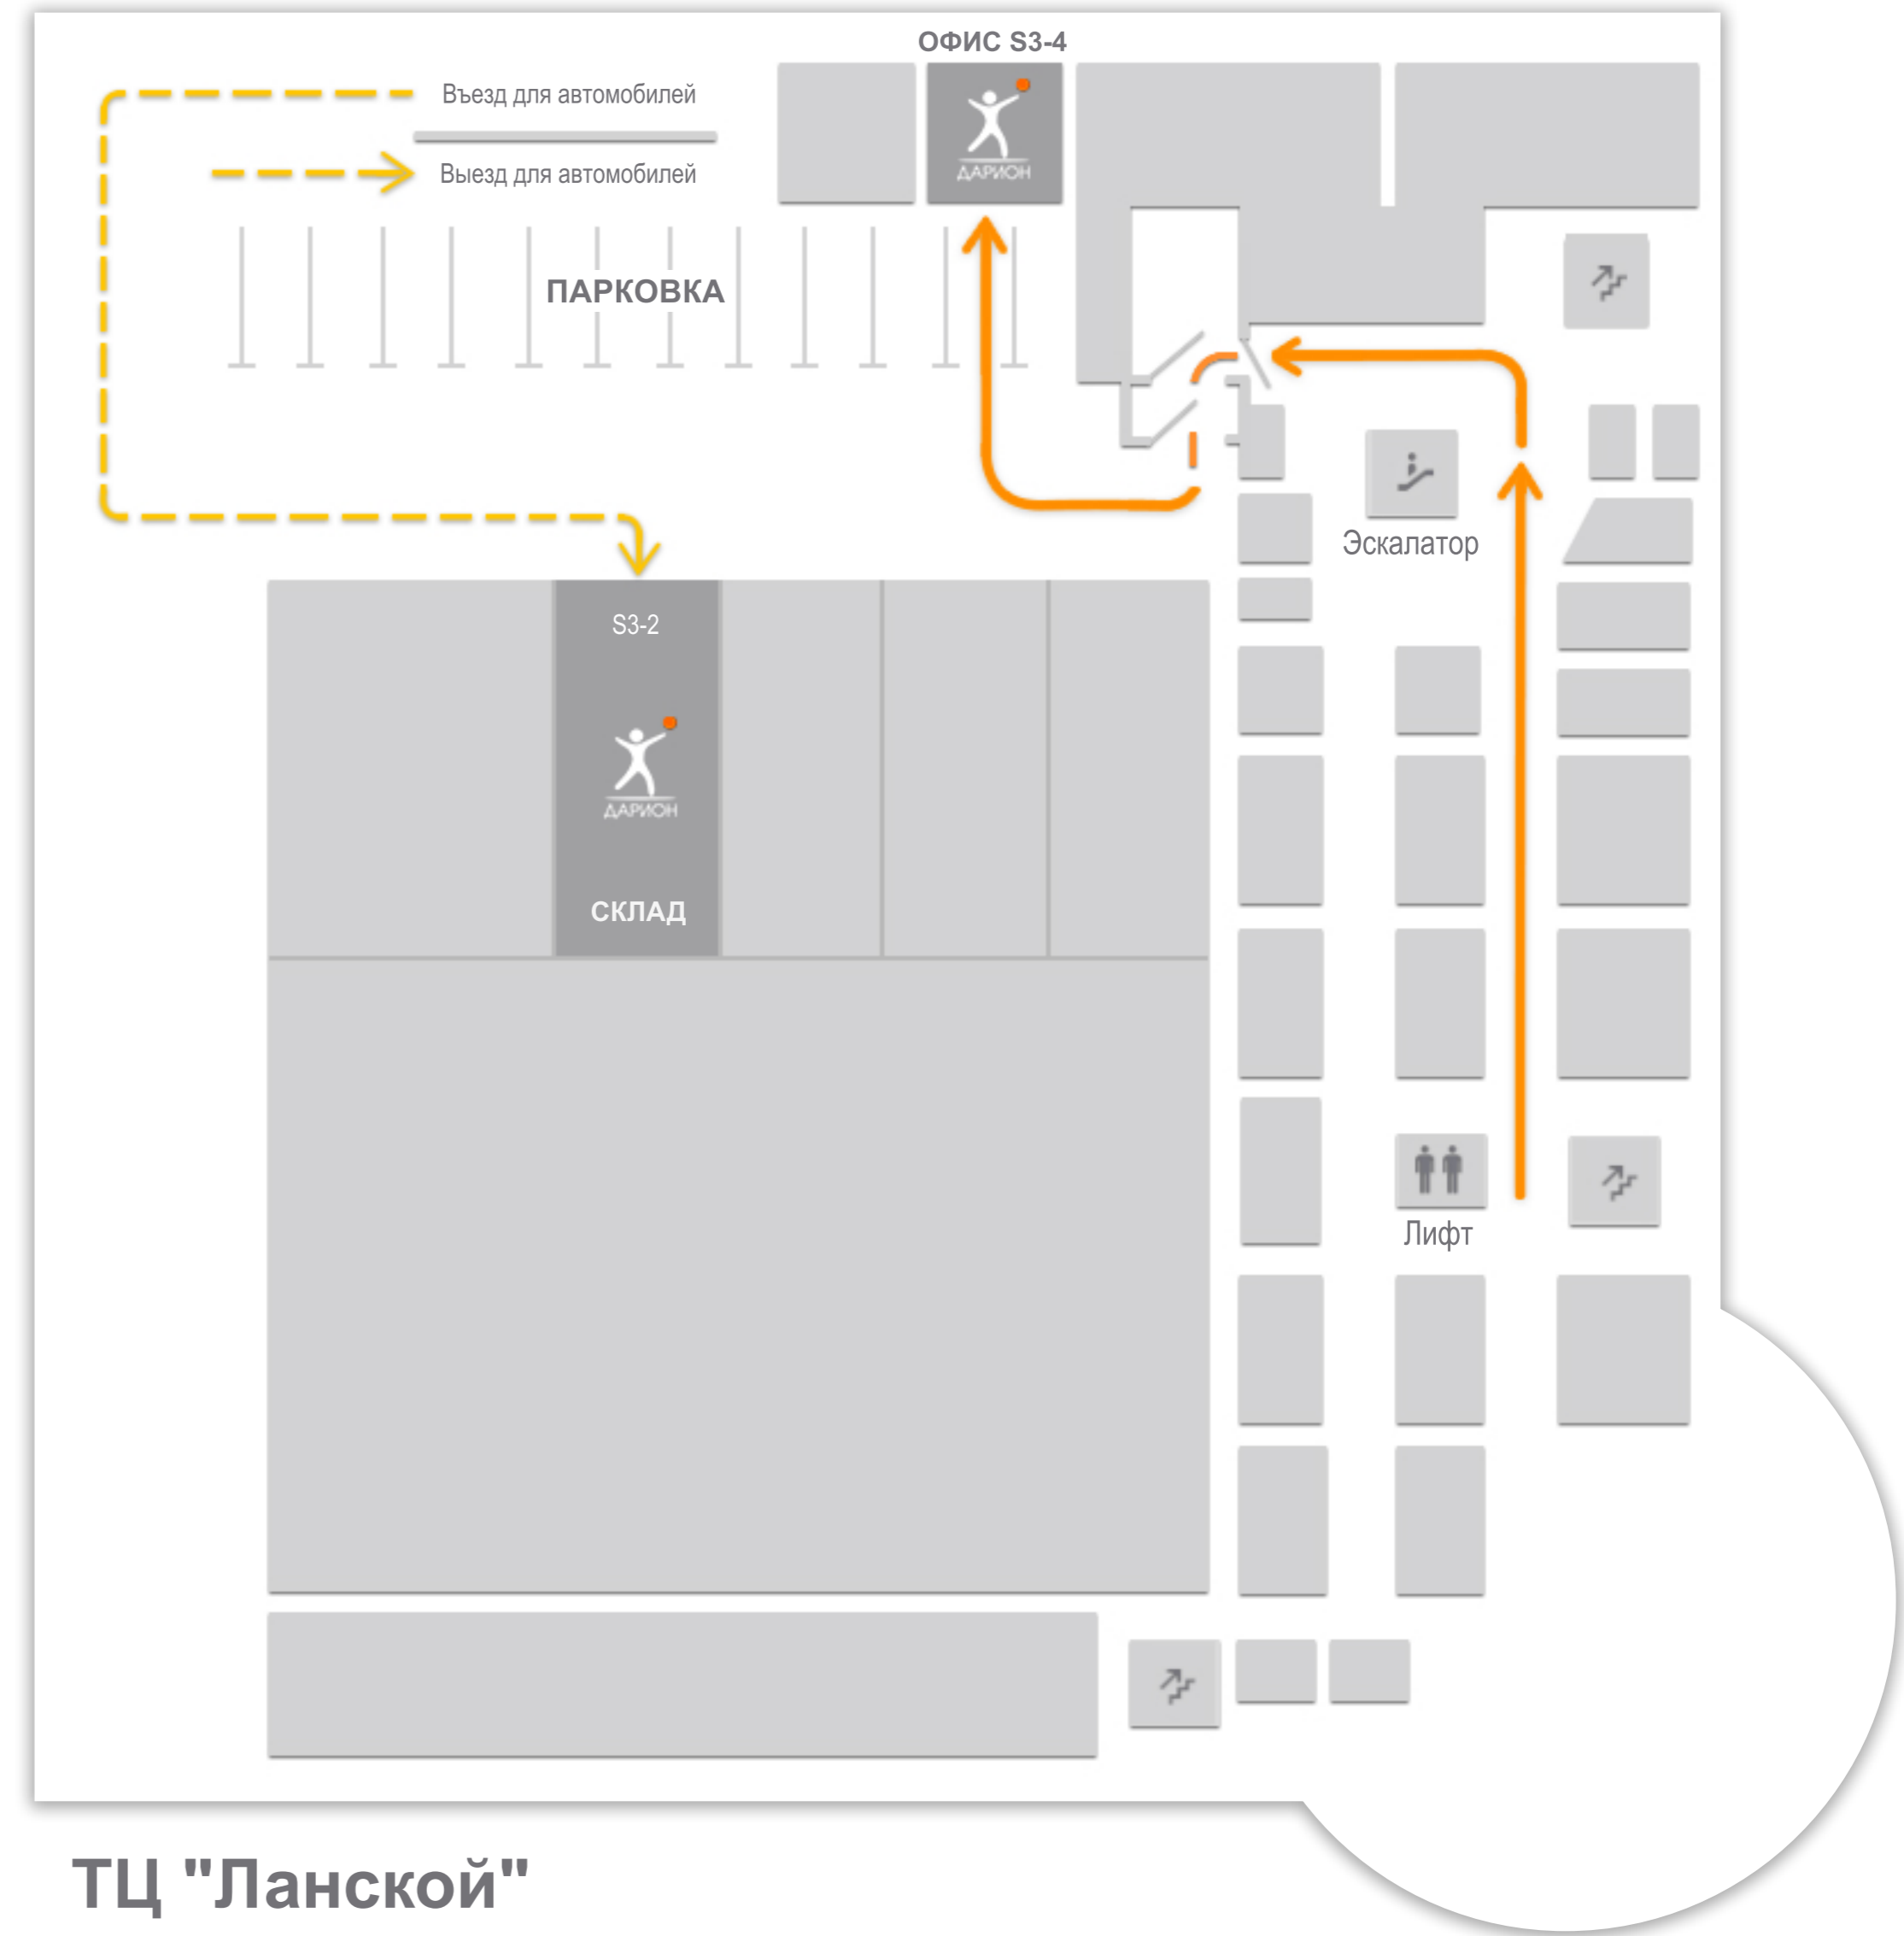 ОФИС S3-4
Въезд для автомобилей
ДАРИОН
Выезд для автомобилей
ПАРКОВКА
Эскалатор
S3-2
ДАРИОН
СКЛАД
Лифт
ТЦ "Ланской"